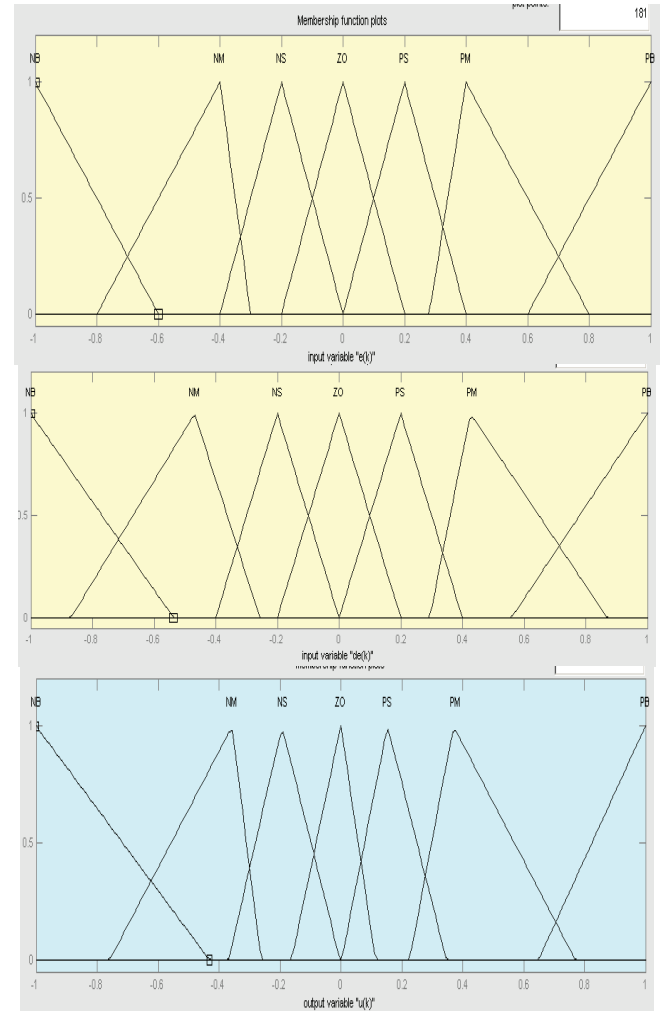 plot points:
181
Membership function plots
NB NM NS ZO PS PM PB
1
0.5
0
-1 -0.8 -0.6 -0.4 -0.2 0 0.2 0.4 0.6 0.8 1
input variable "e(k)"
NB NM NS ZO PS PM PB
1
0.5
0
-1 -0.8 -0.6 -0.4 -0.2 0 0.2 0.4 0.6 0.8 1
input variable "de(k)"
membership function plots
NB NM NS ZO PS PM PB
1
0.5
0
-1 -0.8 -0.6 -0.4 -0.2 0 0.2 0.4 0.6 0.8 1
output variable "u(k)"